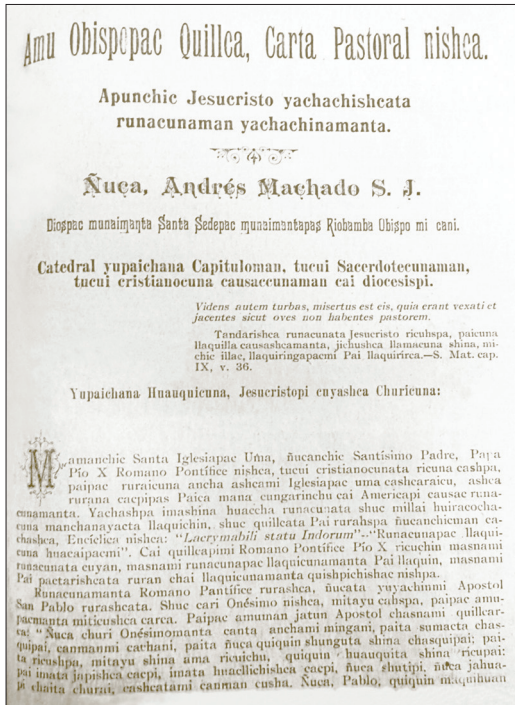 Amu Obispopac Quillca, Carta Pastoral nishca.
Apunchic Jesucristo yachachishcata
runacunaman yachachinamanta.
Ñuca, Andrés Machado S. J.
Diospac munaimanta Santa Sedepac munaimantapas Riobamba Obispo mi cani.
Catedral yupaichana Capituloman, tucui Sacerdotecunaman,
tucui cristianocuna causaccunaman cai diocesispi.
Videns autem turbas, misertus est eis, quia erant vexati et
jacentes sicut oves non habentes pastorem.
Tandarishca runacunata Jesucristo ricuhspa, paicuna
llaquilla causashcamanta, jichushca llamacuna shina, mi-
chic illac, llaquiringapacmi Pai llaquirirca.—S. Mat. cap.
IX, v. 36.
Yupaichana Huauquicuna, Jesucristopi cuyashca Churicuna:
Mamanchic Santa Iglesiapac Uma, ñucanchic Santísimo Padre, Papa
Pío X Romano Pontífice nishca, tucui cristianocunata ricuna cashpa,
paipac ruraicuna ancha ashcami Iglesiapac uma cashcaraicu, ashca
rurana caepipas Paica mana cungarinchu cai Americapi causac runa-
cunamanta. Yachashpa imashina huaccha runacunata shuc millai huiracocha-
cuna manchanayacta llaquichin, shuc quillcata Pai rurahspa ñucanchicman ca-
chashca, Encíclica nishca: "Lacrymabili statu Indorum"-"Runacunapac llaqui-
cuna huacaipacmi". Cai quillcapimi Romano Pontífice Pío X ricuchin masnami
runacunata cuyan, masnami runacunapac llaquicunamanta Pai llaquin, masnami
Pai pactarishcata ruran chai llaquicunamanta quishpichishac nishpa.
Runacunamanta Romano Pontífice rurashca, ñucata yuyachinmi Apostol
San Pablo rurashcata. Shuc cari Onésimo nishca, mitayu cahspa, paipac amu-
pacmanta miticushca carca. Paipac amuman jatun Apostol chasnami quillcar-
ca: "Ñuca churi Onésimomanta canta anchami mingani, paita sumacta chas-
quipai, canmanmi cachani, paita ñuca quiquin shunguta shina chasquipai; pai-
ta ricushpa, mitayu shina ama ricuichu, quiquin huauquita shina ricupai:
pai imata japishca cacpi, imata huacllichishca cacpi, ñuca shutipi, ñuca jahua-
pi chaita churai, cashcatami canman cusha. Ñuca, Pablo, quiquin maquihuan